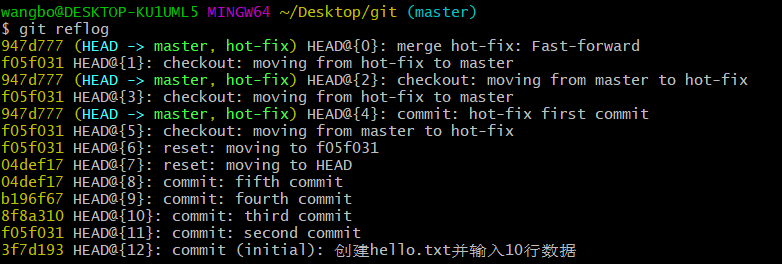 wangbo@DESKTOP-KU1UML5 MINGW64 ~/Desktop/git (master)
$ git reflog
947d777 (HEAD -> master, hot-fix) HEAD@{0}: merge hot-fix: Fast-forward
f05f031 HEAD@{1}: checkout: moving from hot-fix to master
947d777 (HEAD -> master, hot-fix) HEAD@{2}: checkout: moving from master to hot-fix
f05f031 HEAD@{3}: checkout: moving from hot-fix to master
947d777 (HEAD -> master, hot-fix) HEAD@{4}: commit: hot-fix first commit
f05f031 HEAD@{5}: checkout: moving from master to hot-fix
f05f031 HEAD@{6}: reset: moving to f05f031
04def17 HEAD@{7}: reset: moving to HEAD
04def17 HEAD@{8}: commit: fifth commit
b196f67 HEAD@{9}: commit: fourth commit
8f8a310 HEAD@{10}: commit: third commit
f05f031 HEAD@{11}: commit: second commit
3f7d193 HEAD@{12}: commit (initial): 创建hello.txt并输入10行数据